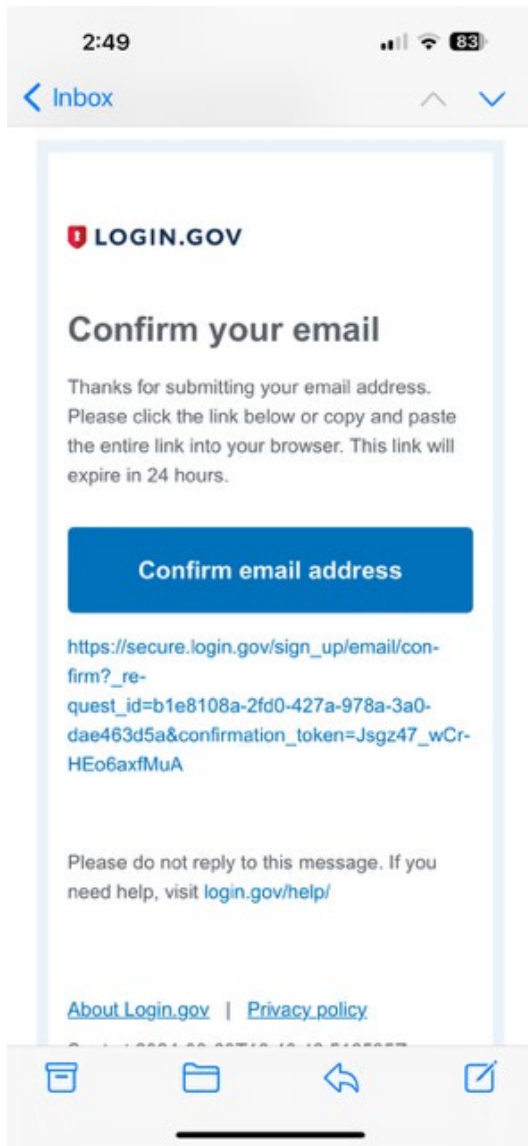 2:49
83
Inbox
LOGIN.GOV
Confirm your email
Thanks for submitting your email address.
Please click the link below or copy and paste
the entire link into your browser. This link will
expire in 24 hours.
Confirm email address
https://secure.login.gov/sign_up/email/con-
firm?_re-
quest_id=b1e8108a-2fd0-427a-978a-3a0-
dae463d5a&confirmation_token=Jsgz47_wCr-
HEo6axfMuA
Please do not reply to this message. If you
need help, visit login.gov/help/
About Login.gov | Privacy policy